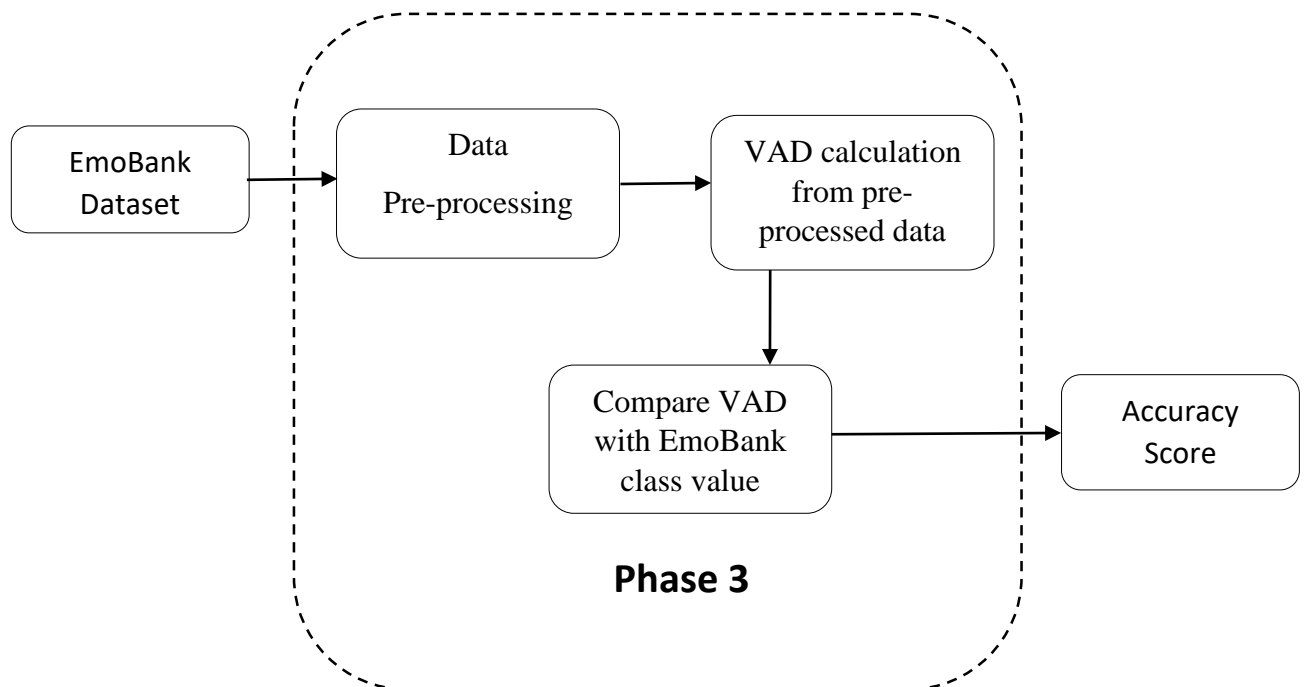 EmoBank
Dataset
Data
Pre-processing
VAD calculation
from pre-
processed data
Compare VAD
with EmoBank
class value
Accuracy
Score
Phase 3